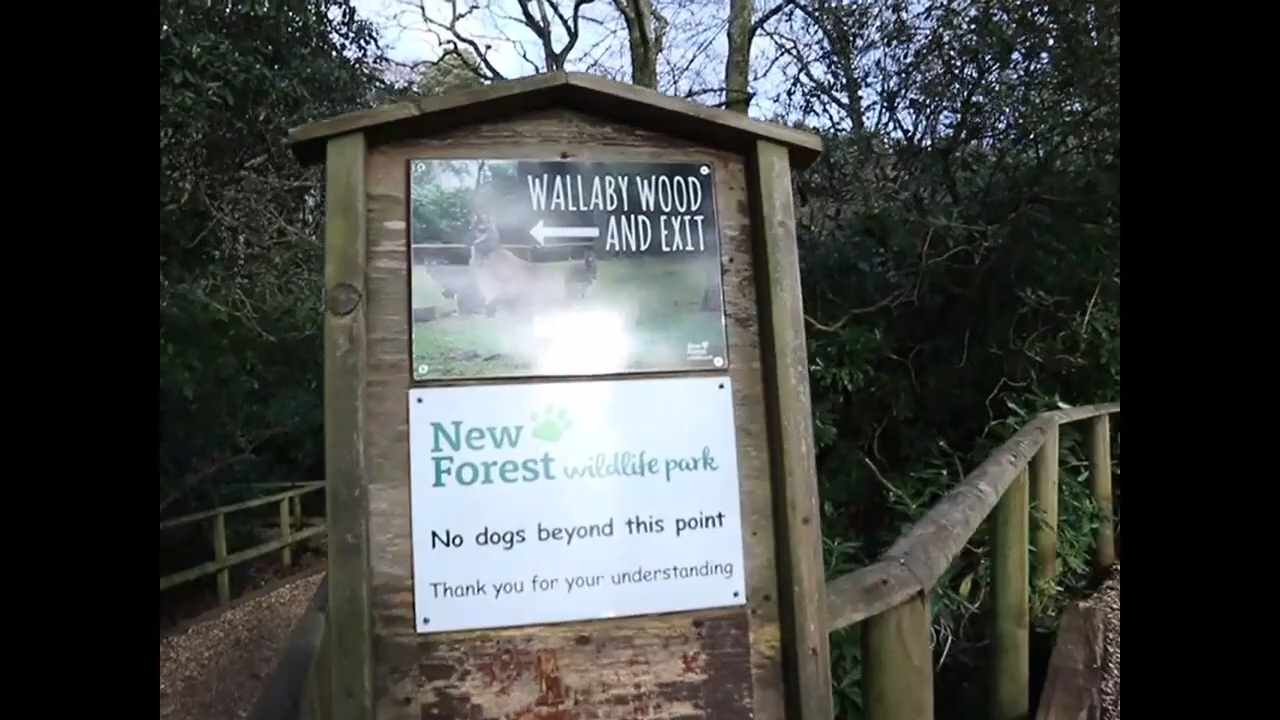 WALLABY WOOD
AND EXIT
New
Forest wildlife park
No dogs beyond this point
Thank you for your understanding